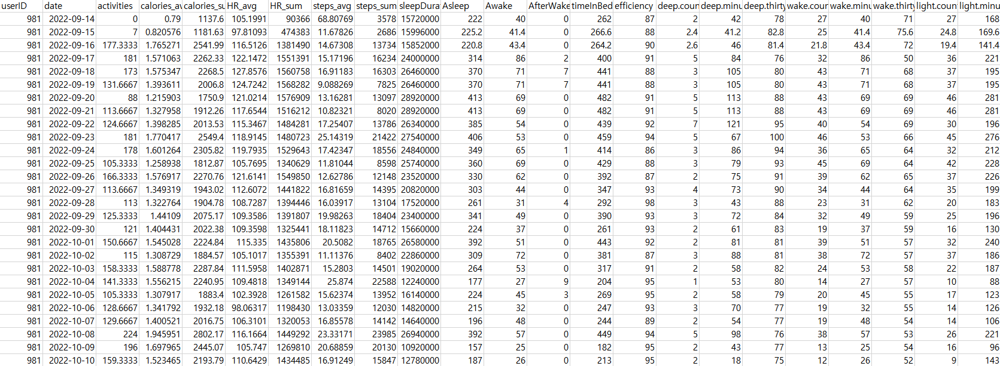 userID date activities calories_av calories_su HR_avg HR_sum steps_avg steps_sum sleepDura Asleep Awake AfterWake timeInBed efficiency deep.coun deep.minu deep.thirty wake.coun wake.minu wake.thirty light.coun light.minu
981 2022-09-14 0 0.79 1137.6 105.1991 90366 68.80769 3578 15720000 222 40 0 262 87 2 42 78 27 40 71 27 168
981 2022-09-15 7 0.820576 1181.63 97.81093 474383 11.67826 2686 15996000 225.2 41.4 0 266.6 88 2.4 41.2 82.8 25 41.4 75.6 24.8 169.6
981 2022-09-16 177.3333 1.765271 2541.99 116.5126 1381490 14.67308 13734 15852000 220.8 43.4 0 264.2 90 2.6 46 81.4 21.8 43.4 72 19.4 141.4
981 2022-09-17 181 1.571063 2262.33 122.1472 1551391 15.17196 16234 24000000 314 86 2 400 91 5 84 76 32 86 50 36 221
981 2022-09-18 173 1.575347 2268.5 127.8576 1560758 16.91183 16303 26460000 370 71 7 441 88 3 105 80 43 71 68 37 195
981 2022-09-19 131.6667 1.393611 2006.8 124.7242 1568282 9.088269 7825 26460000 370 71 7 441 88 3 105 80 43 71 68 37 195
981 2022-09-20 88 1.215903 1750.9 121.0214 1576909 13.16281 13097 28920000 413 69 0 482 91 5 113 88 43 69 69 46 281
981 2022-09-21 113.6667 1.327958 1912.26 117.6544 1516212 10.82321 8020 28920000 413 69 0 482 91 5 113 88 43 69 69 46 281
981 2022-09-22 124.6667 1.398285 2013.53 115.3467 1484281 17.25407 13786 26340000 385 54 0 439 92 7 121 95 40 54 69 30 196
981 2022-09-23 181 1.770417 2549.4 118.9145 1480723 25.14319 21422 27540000 406 53 0 459 94 5 67 100 46 53 66 45 276
981 2022-09-24 178 1.601264 2305.82 119.7935 1529643 17.42347 18556 24840000 349 65 1 414 86 3 86 94 36 65 64 32 212
981 2022-09-25 105.3333 1.258938 1812.87 105.7695 1340629 11.81044 8598 25740000 360 69 0 429 88 3 79 93 45 69 64 42 228
981 2022-09-26 166.3333 1.576917 2270.76 121.6141 1549850 12.62786 12148 23520000 330 62 0 392 87 2 75 91 39 62 65 37 226
981 2022-09-27 113.6667 1.349319 1943.02 112.6072 1441822 16.81659 14395 20820000 303 44 0 347 93 4 73 90 34 44 64 35 199
981 2022-09-28 113 1.322764 1904.78 108.7287 1394446 16.03917 13104 17520000 261 31 4 292 98 3 43 88 23 31 62 20 183
981 2022-09-29 125.3333 1.44109 2075.17 109.3586 1391807 19.98263 18404 23400000 341 49 0 390 93 3 72 84 32 49 59 25 196
981 2022-09-30 121 1.404431 2022.38 109.3598 1325441 18.11823 14712 15660000 224 37 0 261 93 2 61 83 19 37 59 16 130
981 2022-10-01 150.6667 1.545028 2224.84 115.335 1435806 20.5082 18765 26580000 392 51 0 443 92 2 81 81 39 51 57 32 240
981 2022-10-02 115 1.308729 1884.57 105.1017 1355391 11.11376 8402 22860000 309 72 0 381 87 3 88 81 38 72 57 37 186
981 2022-10-03 158.3333 1.588778 2287.84 111.5958 1402871 15.2803 14501 19020000 264 53 0 317 91 2 58 82 24 53 58 22 187
981 2022-10-04 141.3333 1.556215 2240.95 109.4818 1349144 25.874 22588 12240000 177 27 9 204 95 1 53 80 14 27 57 10 88
981 2022-10-05 105.3333 1.307917 1883.4 102.3928 1261582 15.62374 13952 16140000 224 45 3 269 95 2 58 79 20 45 55 17 123
981 2022-10-06 128.6667 1.341792 1932.18 98.06317 1198430 13.03359 12030 14820000 215 32 0 247 93 3 70 77 19 32 55 14 126
981 2022-10-07 129.6667 1.400521 2016.75 106.3101 1320053 16.85578 14142 14640000 196 48 0 244 89 2 54 77 19 48 54 14 106
981 2022-10-08 224 1.945951 2802.17 116.1664 1449292 23.33171 23985 26940000 392 57 0 449 94 5 98 76 38 57 53 26 221
981 2022-10-09 196 1.697965 2445.07 105.747 1269810 20.68859 20130 10920000 157 25 0 182 95 2 43 77 13 25 54 16 96
981 2022-10-10 159.3333 1.523465 2193.79 110.6429 1434485 16.91249 15847 12780000 187 26 0 213 95 2 18 75 12 26 52 9 143